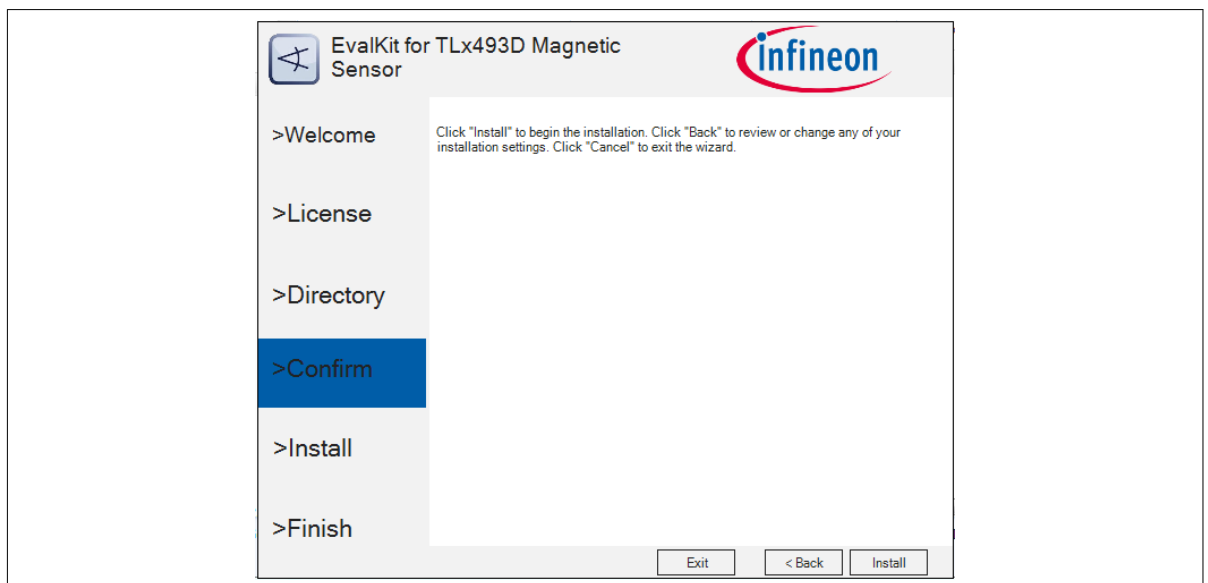 EvalKit for TLx493D Magnetic
Sensor
infineon
>Welcome
Click "Install" to begin the installation. Click "Back" to review or change any of your
installation settings. Click "Cancel" to exit the wizard.
>License
>Directory
>Confirm
>Install
>Finish
Exit
< Back
Install